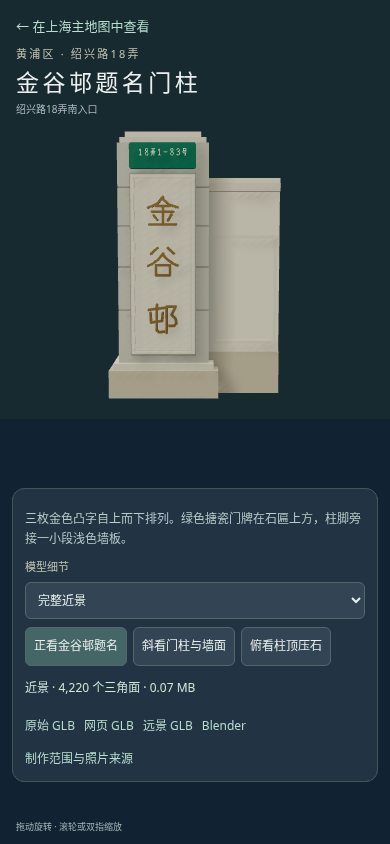 ← 在上海主地图中查看
黄浦区 · 绍兴路18弄
金谷邨题名门柱
绍兴路18弄南入口
18弄1-83号
金
谷
邨
三枚金色凸字自上而下排列。绿色搪瓷门牌在石匾上方，柱脚旁
接一小段浅色墙板。
模型细节
完整近景
正看金谷邨题名
斜看门柱与墙面
俯看柱顶压石
近景 · 4,220 个三角面 · 0.07 MB
原始 GLB 网页 GLB 远景 GLB Blender
制作范围与照片来源
拖动旋转 · 滚轮或双指缩放